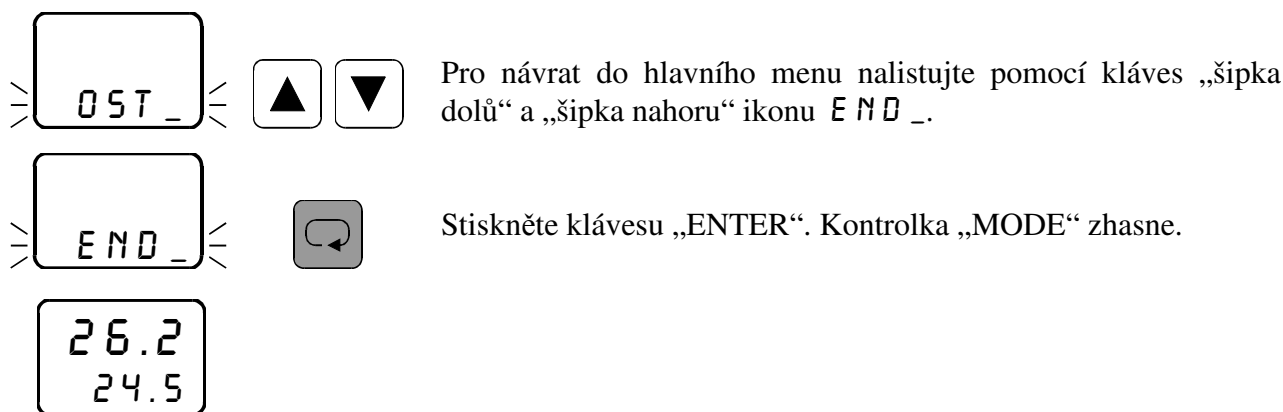 OST_
Pro návrat do hlavního menu nalistujte pomocí kláves „šipka
dolů“ a „šipka nahoru“ ikonu END_.
END_
Stiskněte klávesu „ENTER“. Kontrolka „MODE“ zhasne.
26.2
24.5